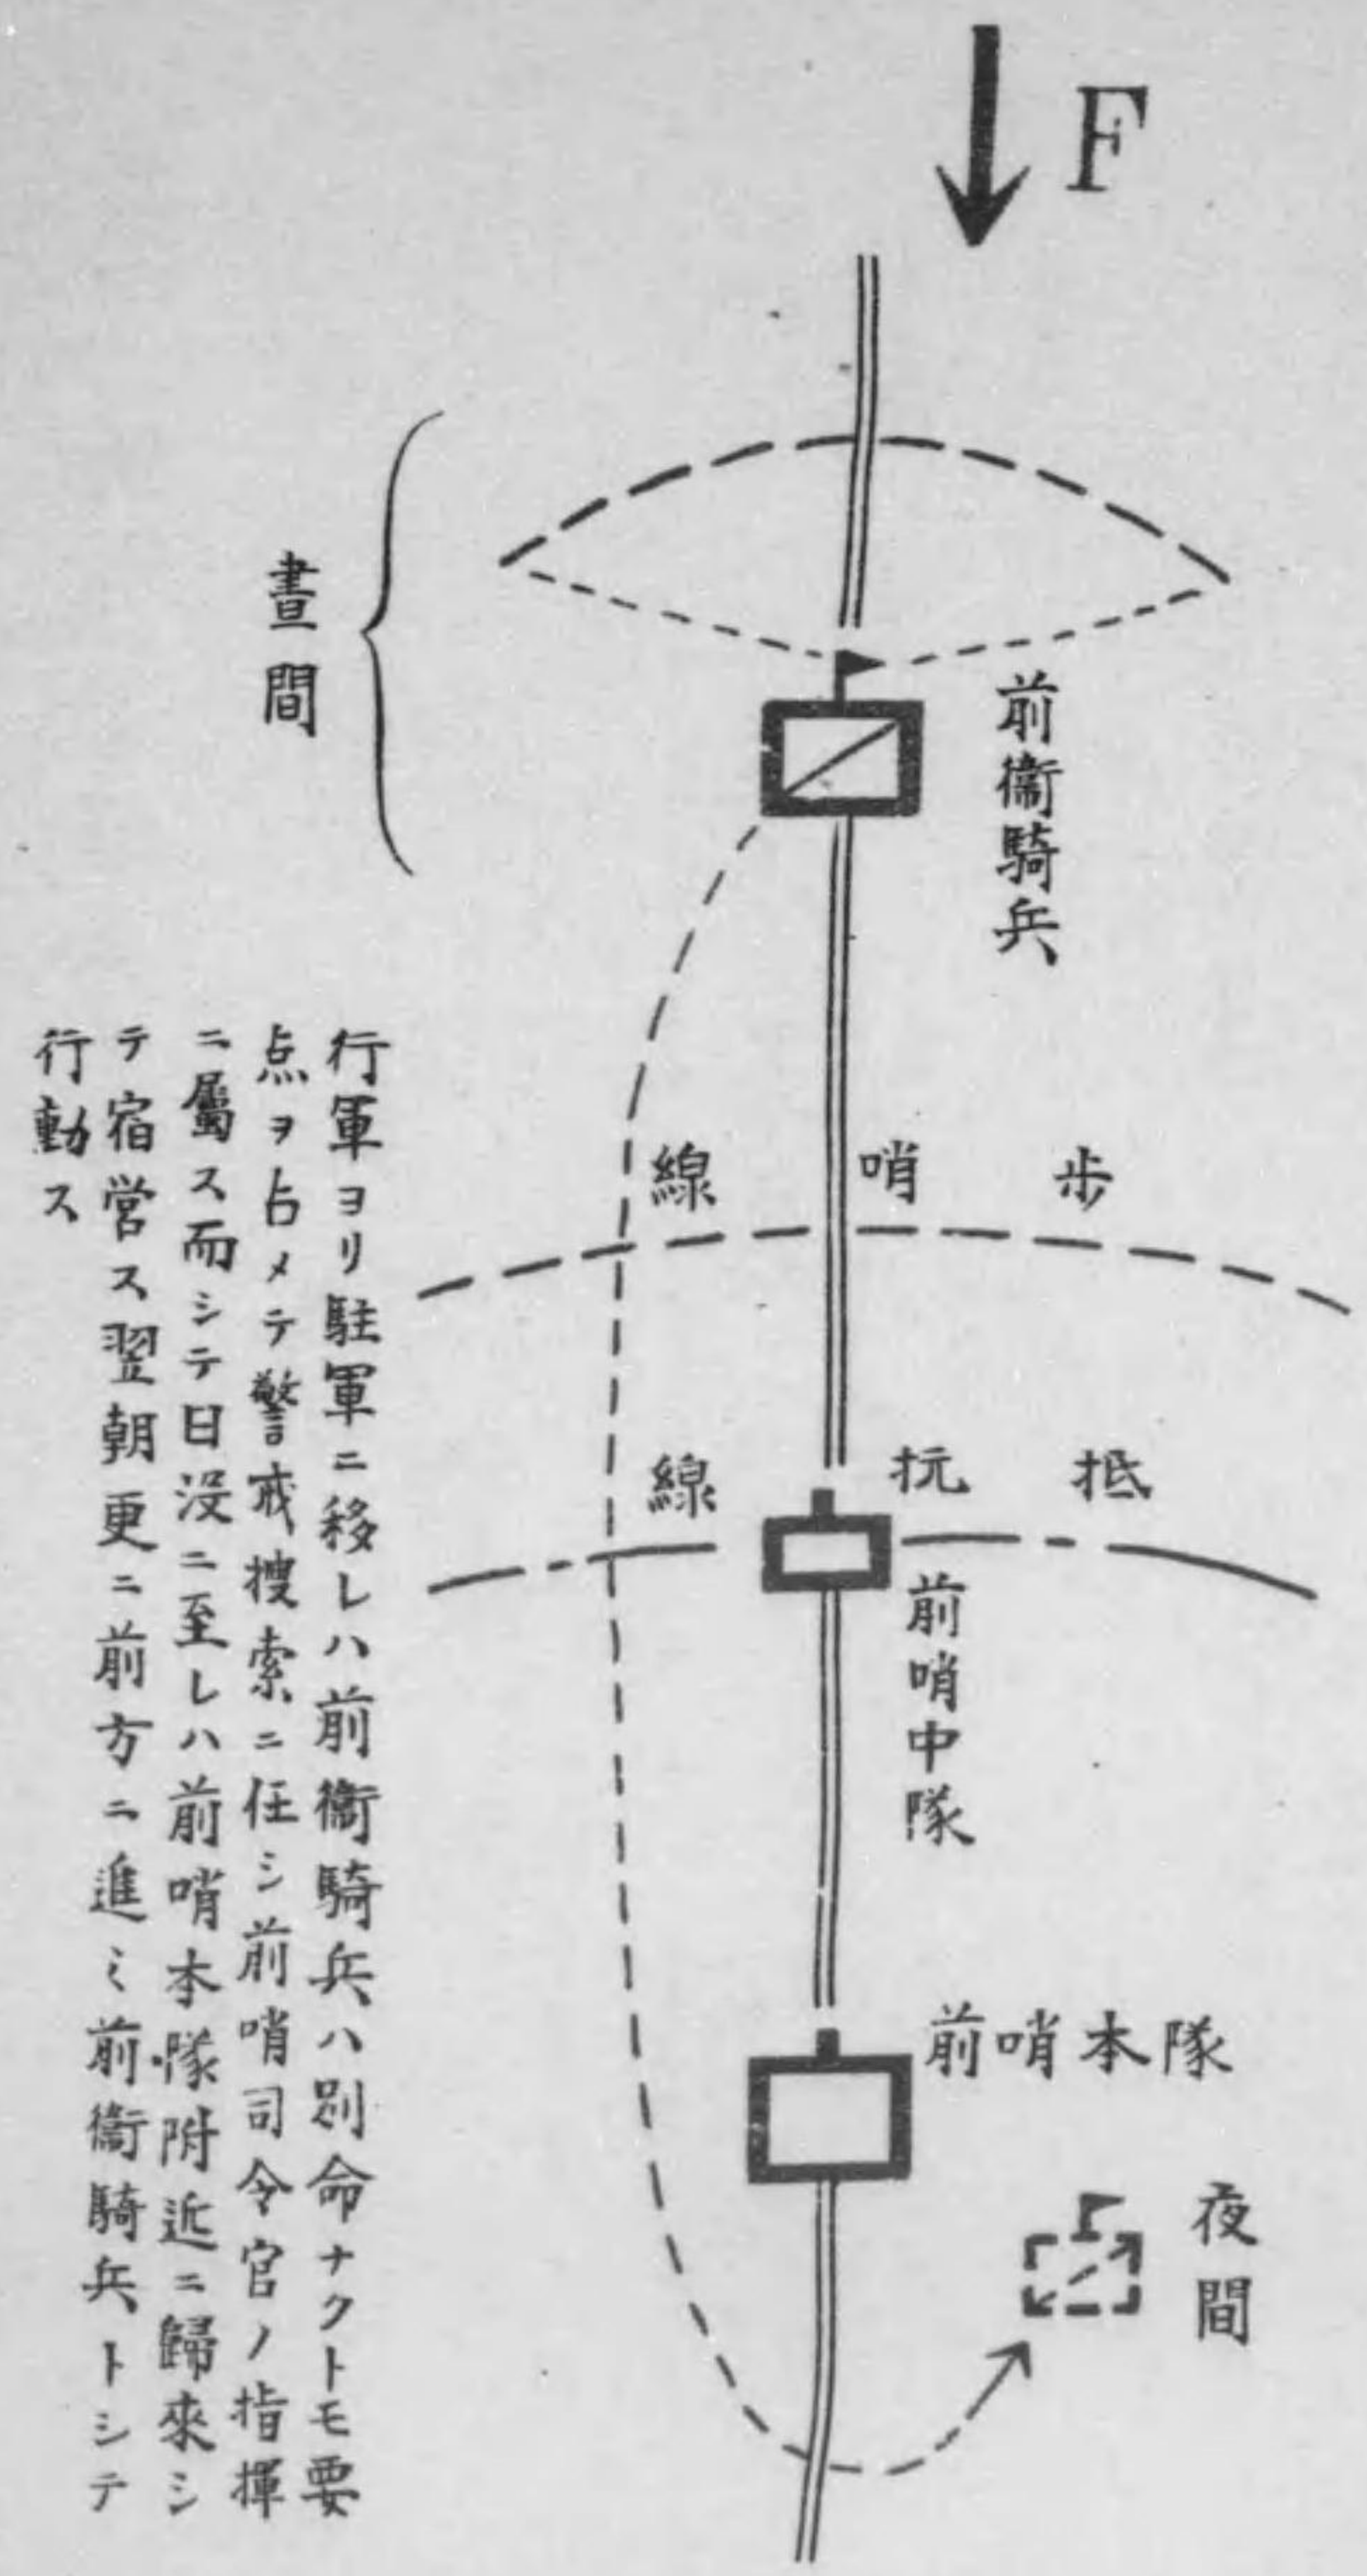 F
晝間
前衞騎兵
歩哨線
抵抗線
前哨中隊
前哨本隊
夜間
行軍ヨリ駐軍ニ移レハ前衞騎兵ハ別命ナクトモ要
点ヲ占メテ警戒捜索ニ任シ前哨司令官ノ指揮
ニ屬ス而シテ日没ニ至レハ前哨本隊附近ニ歸來シ
テ宿営ス翌朝更ニ前方ニ進ミ前衞騎兵トシテ
行動ス